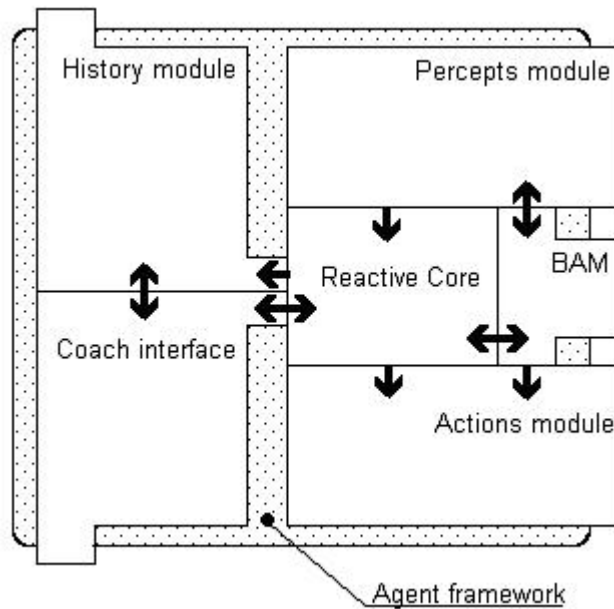 History module
Percepts module
Reactive Core
BAM
Coach interface
Actions module
Agent framework